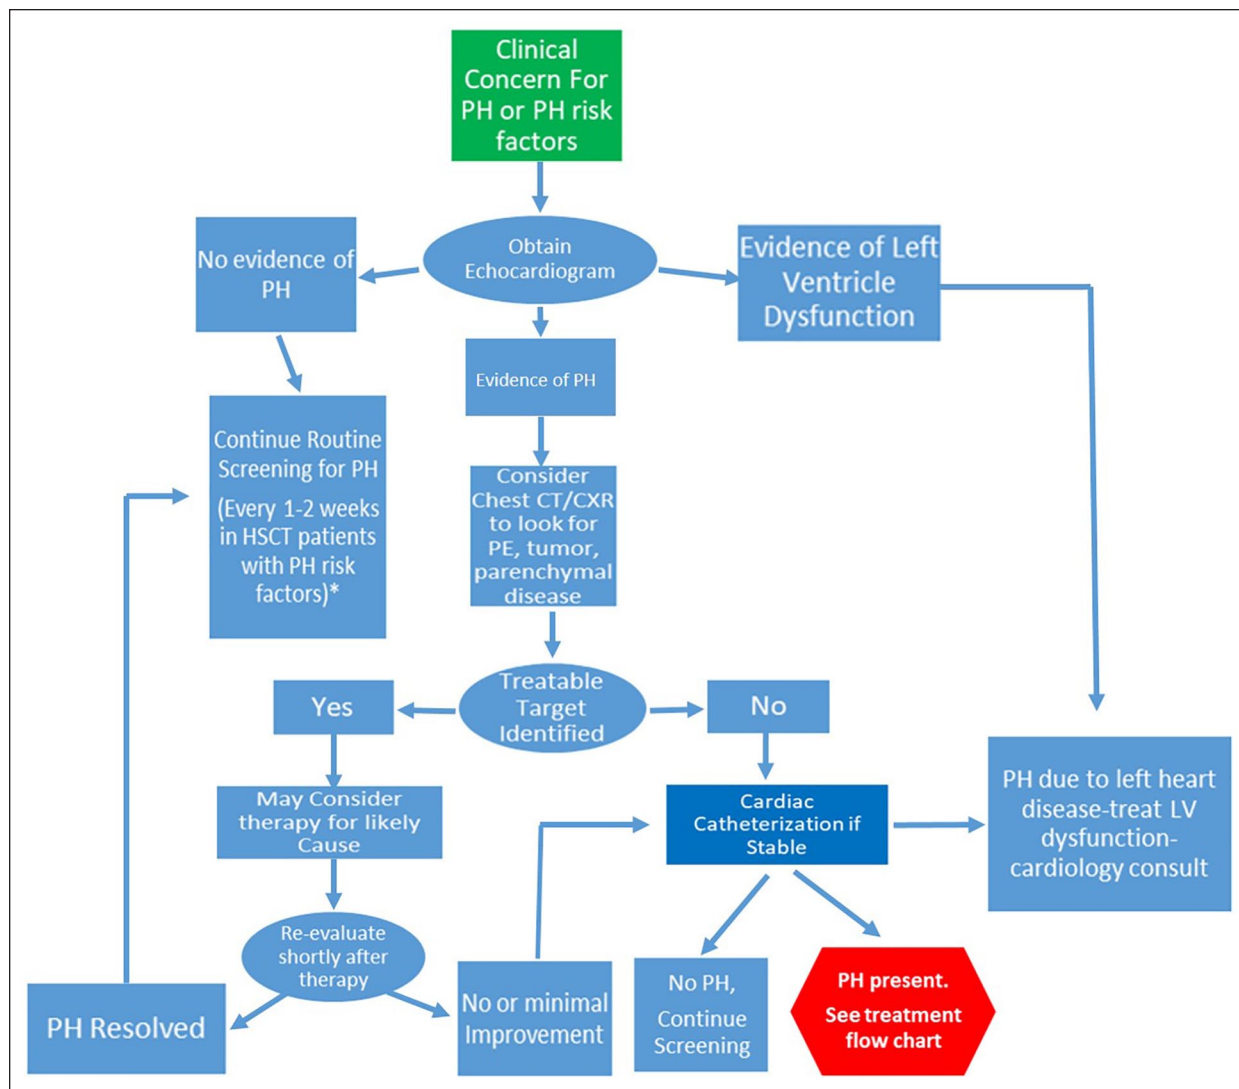 Clinical
Concern For
PH or PH risk
factors
Obtain
Echocardiogram
No evidence of
PH
Evidence of Left
Ventricle
Dysfunction
Evidence of PH
Continue Routine
Screening for PH
(Every 1-2 weeks
in HSCT patients
with PH risk
factors)*
Consider
Chest CT/CXR
to look for
PE, tumor,
parenchymal
disease
Treatable
Target
Identified
Yes
No
May Consider
therapy for likely
Cause
Cardiac
Catheterization if
Stable
PH due to left heart
disease-treat LV
dysfunction-
cardiology consult
Re-evaluate
shortly after
therapy
PH Resolved
No or minimal
Improvement
No PH,
Continue
Screening
PH present.
See treatment
flow chart